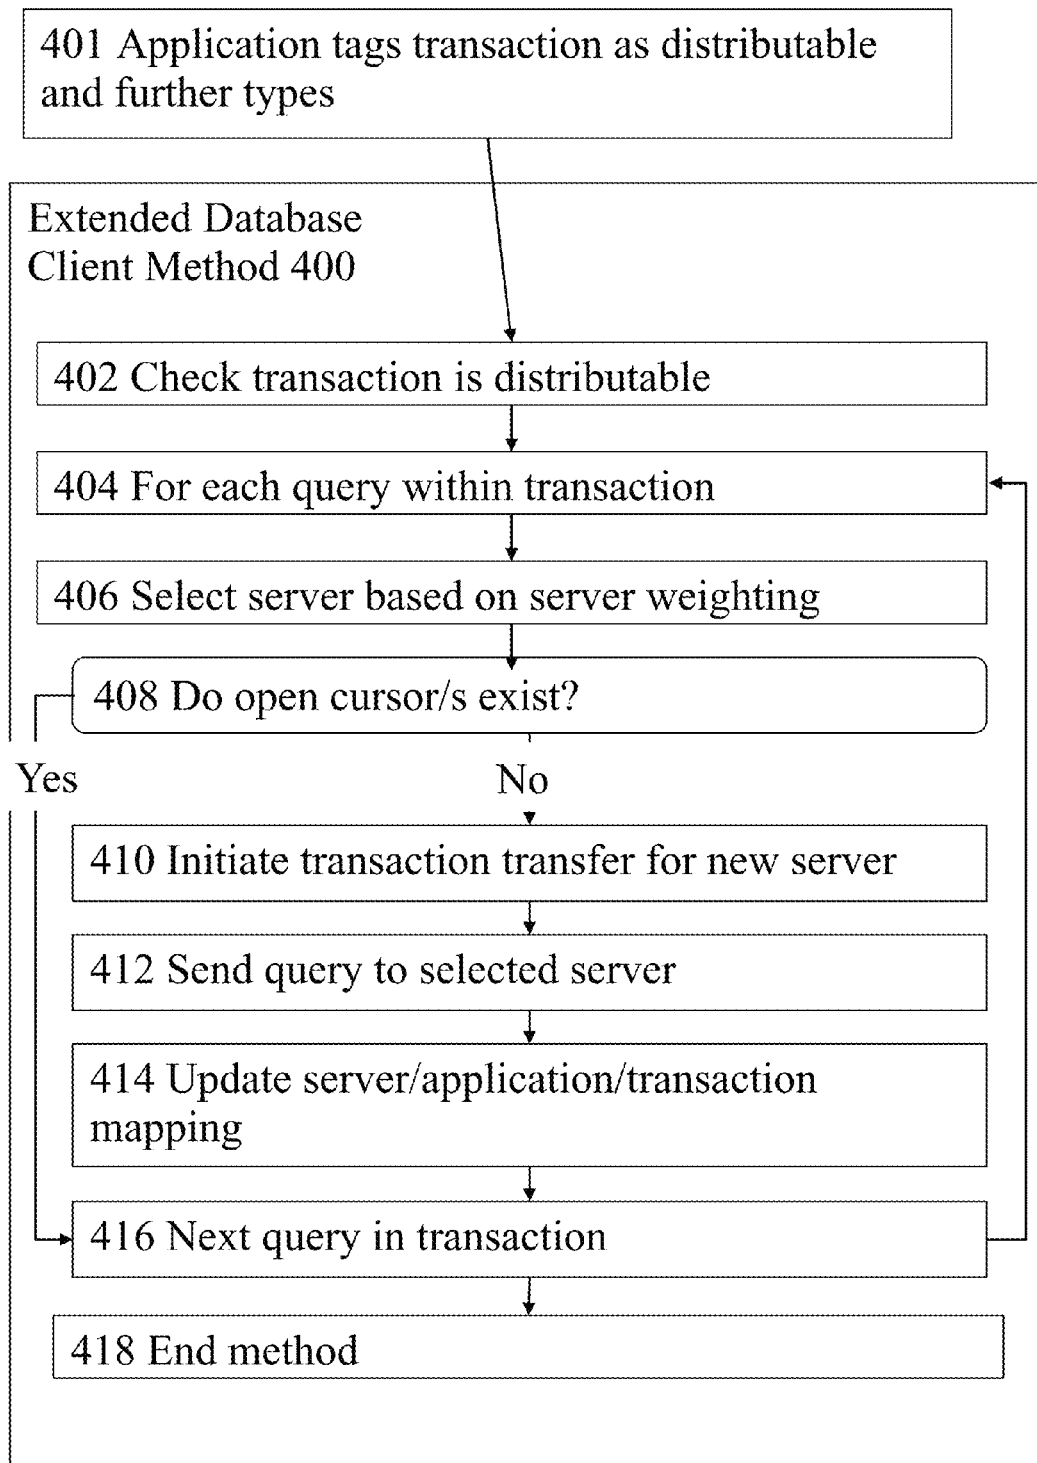 401 Application tags transaction as distributable
and further types
Extended Database
Client Method 400
402 Check transaction is distributable
404 For each query within transaction
406 Select server based on server weighting
408 Do open cursor/s exist?
Yes
No
410 Initiate transaction transfer for new server
412 Send query to selected server
414 Update server/application/transaction
mapping
416 Next query in transaction
418 End method